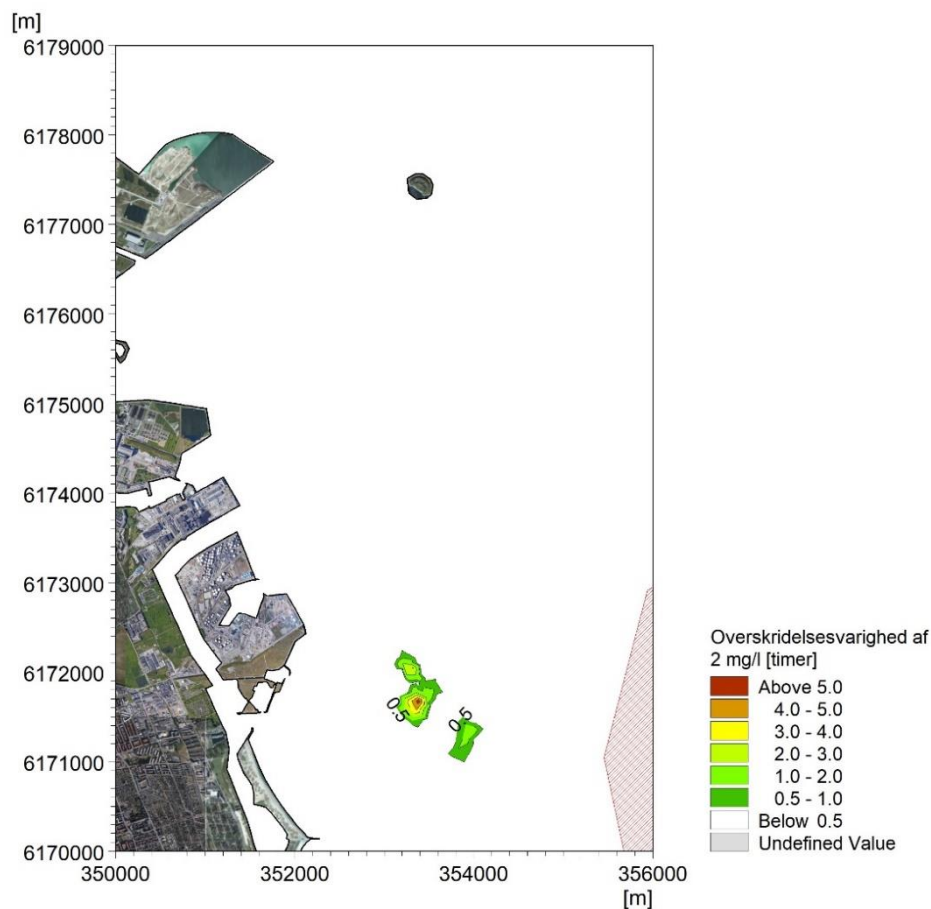 [m]
6179000
6178000
6177000
6176000
6175000
6174000
6173000
6172000
6171000
6170000
350000 352000 354000 356000
[m]
0.5
0.5
Overskridelsesvarighed af
2 mg/l [timer]
Above 5.0
4.0 - 5.0
3.0 - 4.0
2.0 - 3.0
1.0 - 2.0
0.5 - 1.0
Below 0.5
Undefined Value